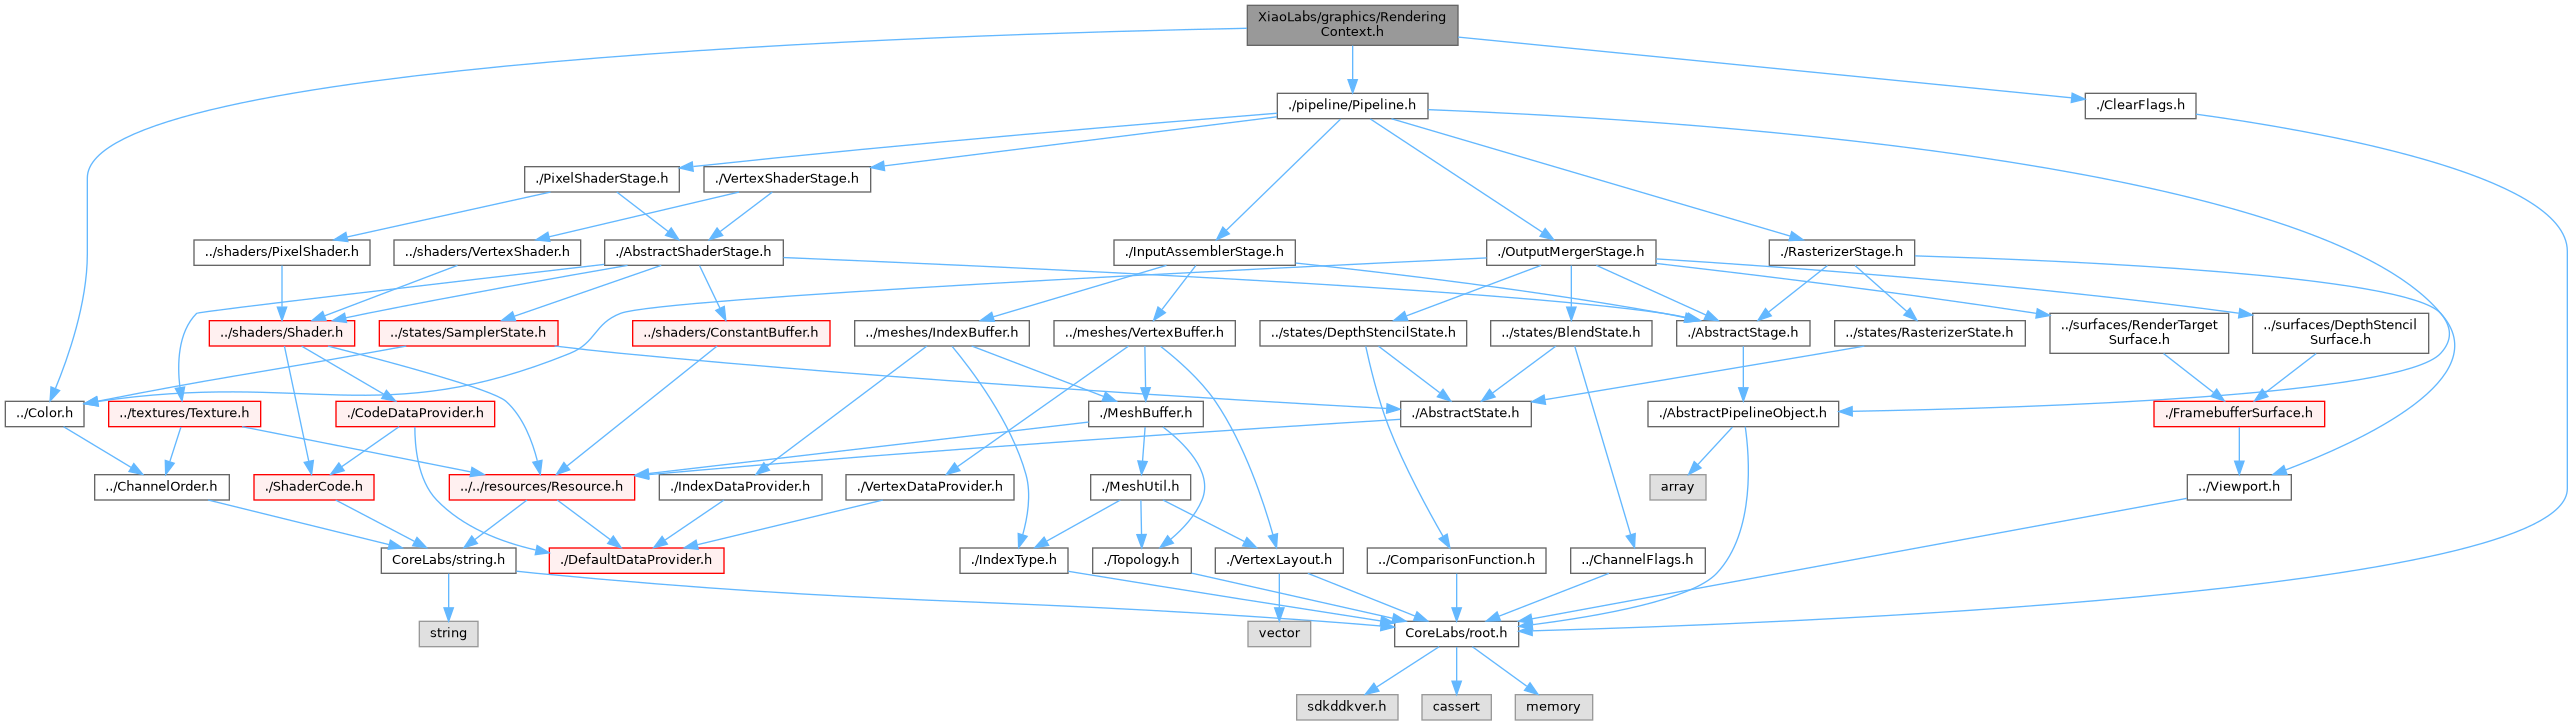 XiaoLabs/graphics/Rendering
Context.h
./pipeline/Pipeline.h
./ClearFlags.h
./PixelShaderStage.h
./VertexShaderStage.h
../shaders/PixelShader.h
../shaders/VertexShader.h
./AbstractShaderStage.h
./InputAssemblerStage.h
./OutputMergerStage.h
./RasterizerStage.h
../shaders/Shader.h
../states/SamplerState.h
../shaders/ConstantBuffer.h
../meshes/IndexBuffer.h
../meshes/VertexBuffer.h
../states/DepthStencilState.h
../states/BlendState.h
./AbstractStage.h
../states/RasterizerState.h
../surfaces/RenderTarget
Surface.h
../surfaces/DepthStencil
Surface.h
../Color.h
../textures/Texture.h
./CodeDataProvider.h
./MeshBuffer.h
./AbstractState.h
./AbstractPipelineObject.h
./FramebufferSurface.h
../ChannelOrder.h
./ShaderCode.h
../../resources/Resource.h
./IndexDataProvider.h
./VertexDataProvider.h
./MeshUtil.h
array
../Viewport.h
CoreLabs/string.h
./DefaultDataProvider.h
./IndexType.h
./Topology.h
./VertexLayout.h
../ComparisonFunction.h
../ChannelFlags.h
string
vector
CoreLabs/root.h
sdkddkver.h
cassert
memory